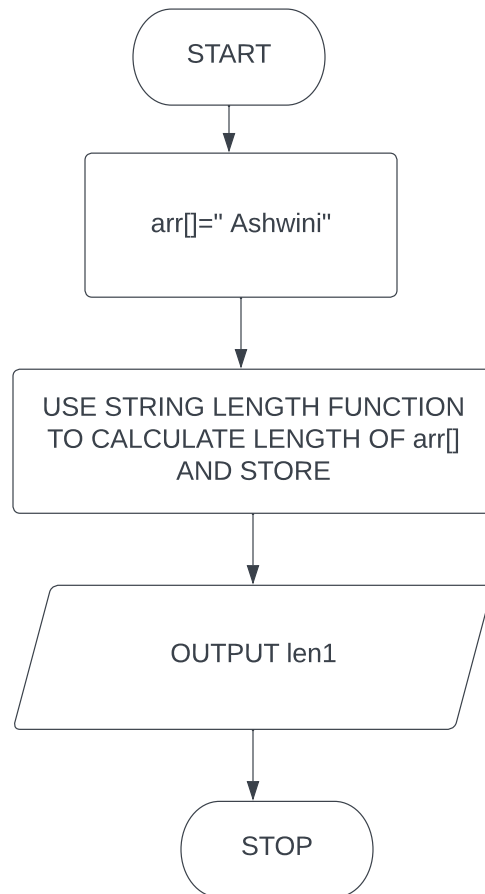 START
arr[]=" Ashwini"
USE STRING LENGTH FUNCTION
TO CALCULATE LENGTH OF arr[]
AND STORE
OUTPUT len1
STOP